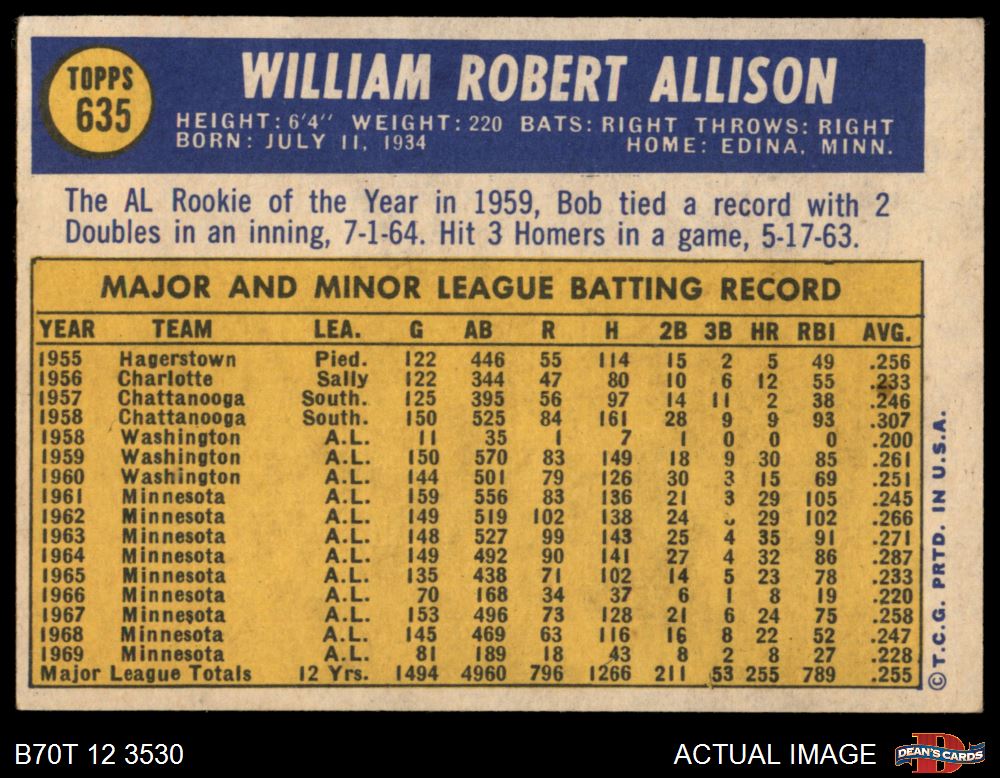 TOPPS
635
WILLIAM ROBERT ALLISON
HEIGHT: 6'4'' WEIGHT: 220 BATS: RIGHT THROWS: RIGHT
BORN: JULY 11, 1934 HOME: EDINA, MINN.
The AL Rookie of the Year in 1959, Bob tied a record with 2
Doubles in an inning, 7-1-64. Hit 3 Homers in a game, 5-17-63.
MAJOR AND MINOR LEAGUE BATTING RECORD
YEAR TEAM LEA. G AB R H 2B 3B HR RBI AVG.
1955 Hagerstown Pied. 122 446 55 114 15 2 5 49 .256
1956 Charlotte Sally 122 344 47 80 10 6 12 55 .233
1957 Chattanooga South. 125 395 56 97 14 11 2 38 .246
1958 Chattanooga South. 150 525 84 161 28 9 9 93 .307
1958 Washington A.L. 11 35 1 7 1 0 0 0 .200
1959 Washington A.L. 150 570 83 149 18 9 30 85 .261
1960 Washington A.L. 144 501 79 126 30 3 15 69 .251
1961 Minnesota A.L. 159 556 83 136 21 3 29 105 .245
1962 Minnesota A.L. 149 519 102 138 24 29 102 .266
1963 Minnesota A.L. 148 527 99 143 25 4 35 91 .271
1964 Minnesota A.L. 149 492 90 141 27 4 32 86 .287
1965 Minnesota A.L. 135 438 71 102 14 5 23 78 .233
1966 Minnesota A.L. 70 168 34 37 6 1 8 19 .220
1967 Minnesota A.L. 153 496 73 128 21 6 24 75 .258
1968 Minnesota A.L. 145 469 63 116 16 8 22 52 .247
1969 Minnesota A.L. 81 189 18 43 8 2 8 27 .228
Major League Totals 12 Yrs. 1494 4960 796 1266 211 53 255 789 .255
© T.C.G. PRTD. IN U.S.A.
B70T 12 3530
ACTUAL IMAGE
DEAN'S CARDS